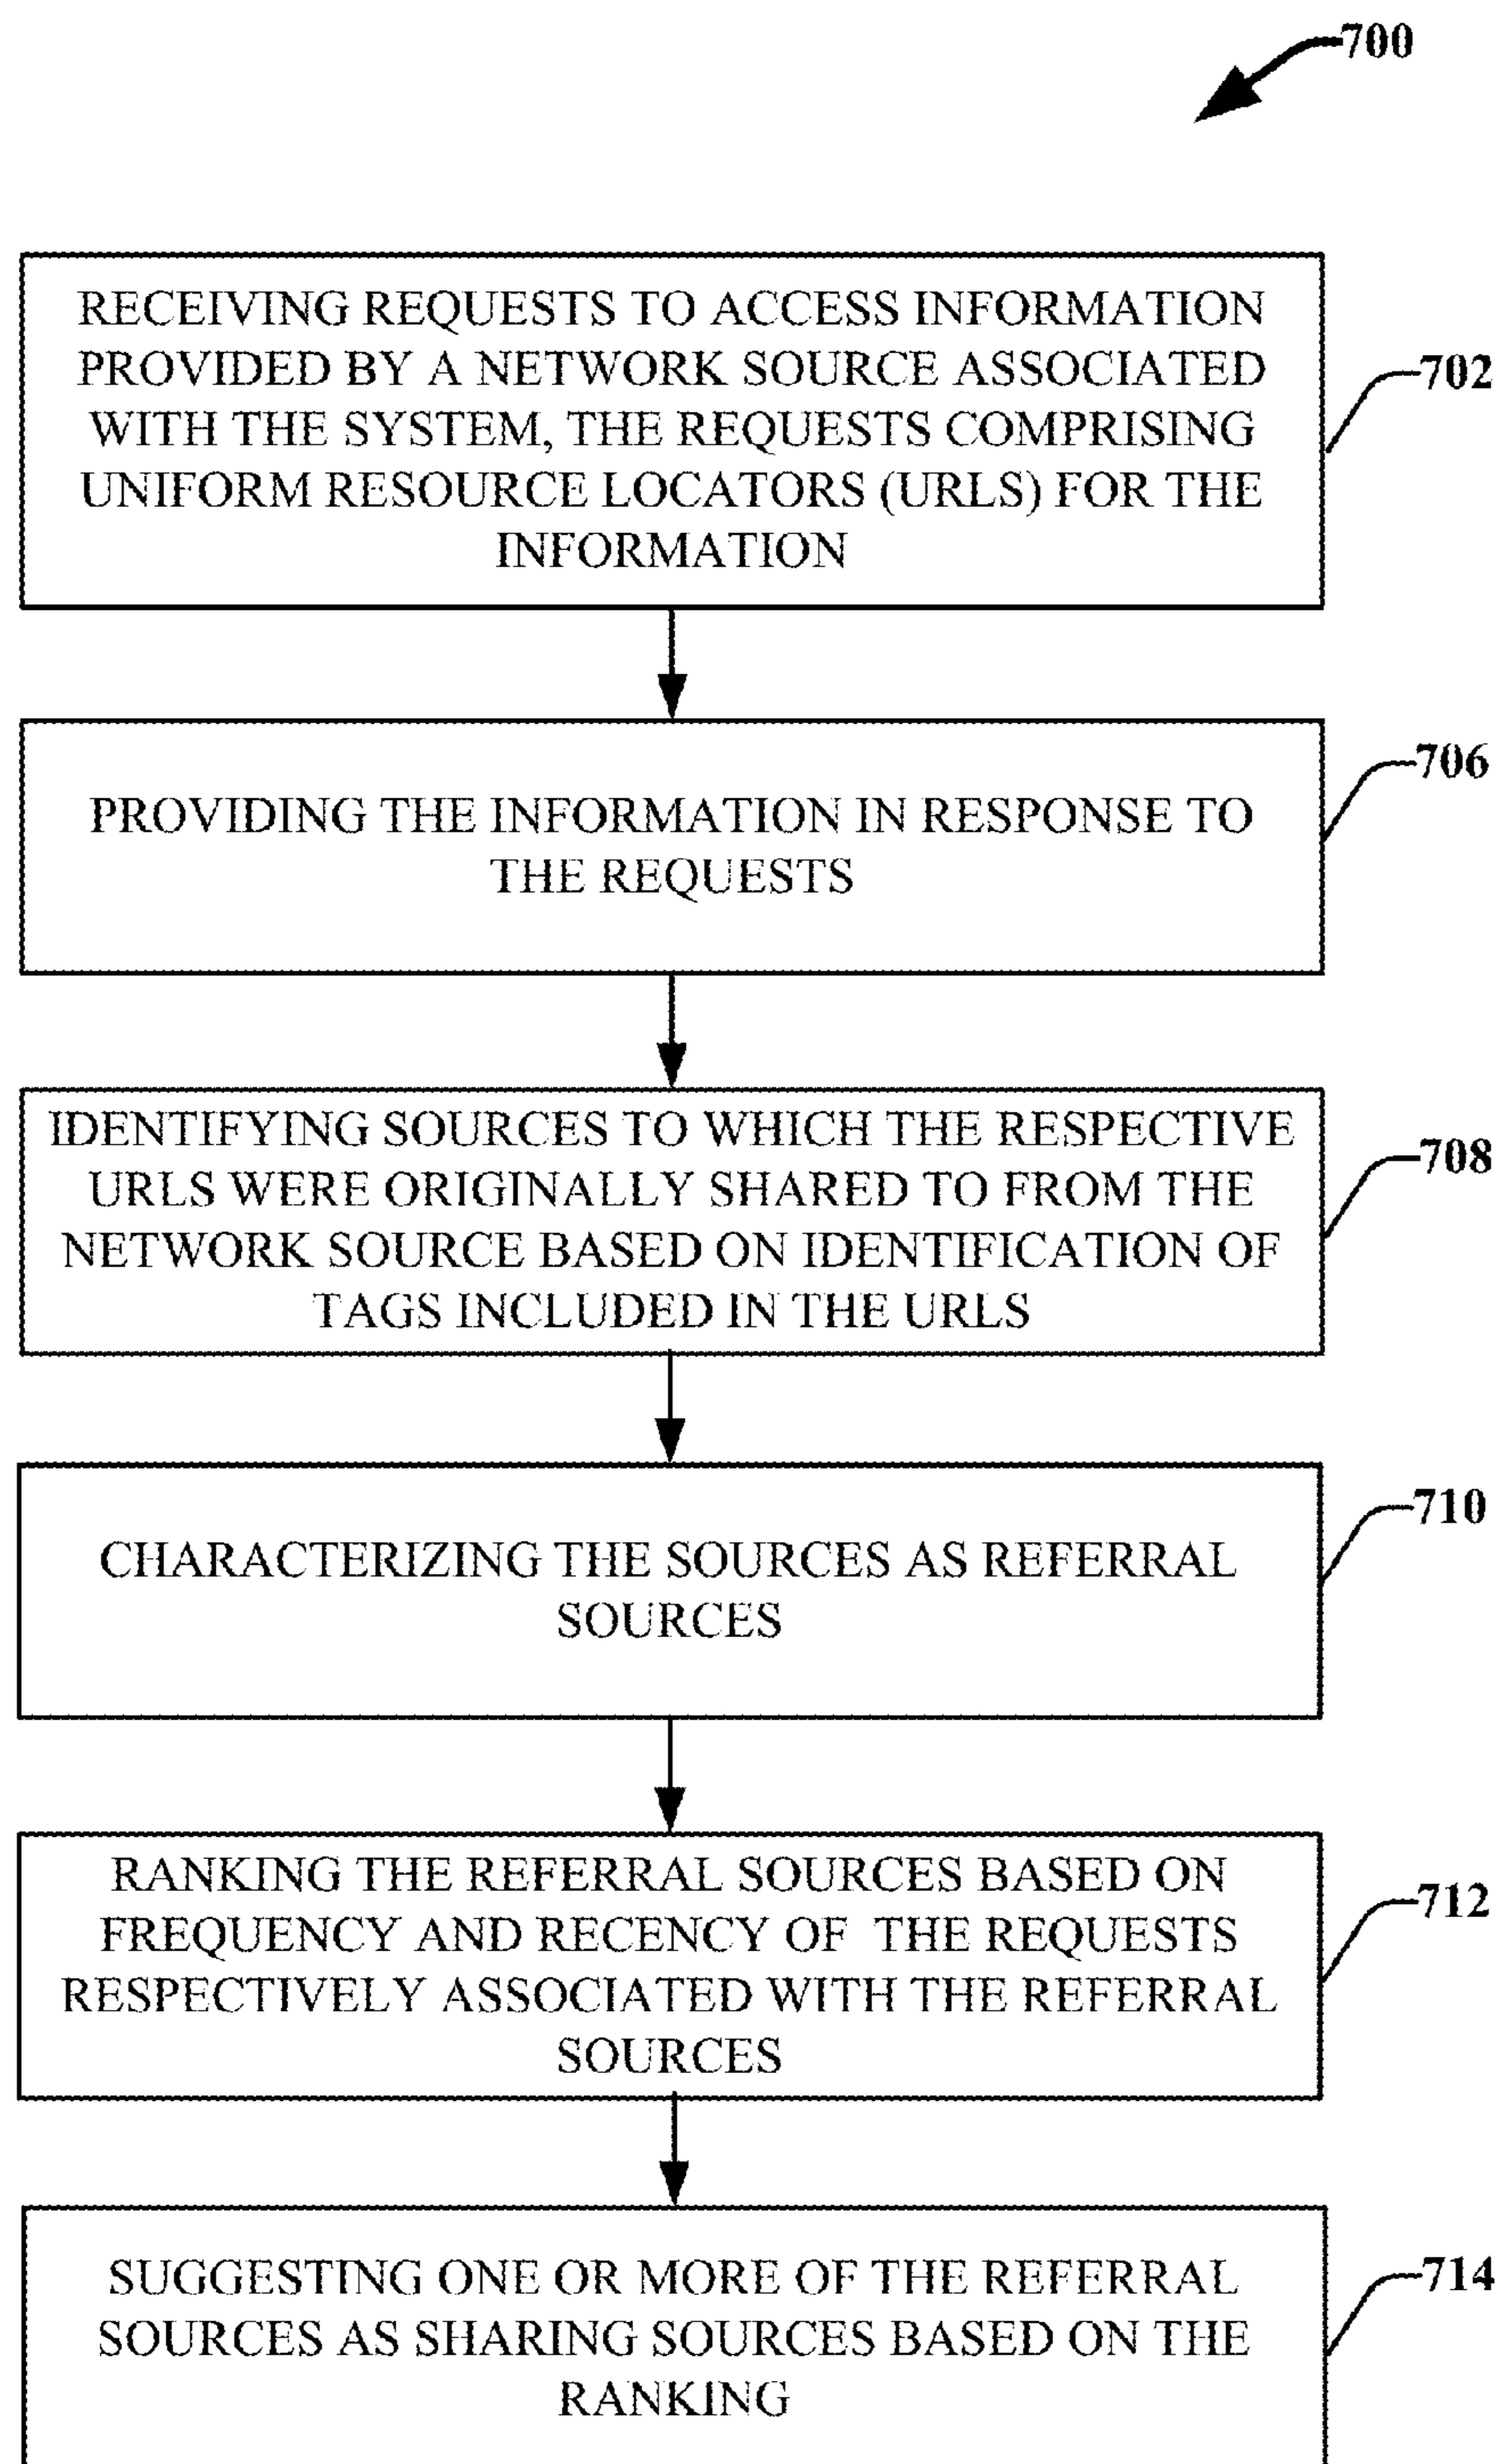 700
RECEIVING REQUESTS TO ACCESS INFORMATION
PROVIDED BY A NETWORK SOURCE ASSOCIATED
WITH THE SYSTEM, THE REQUESTS COMPRISING
UNIFORM RESOURCE LOCATORS (URLS) FOR THE
INFORMATION
702
PROVIDING THE INFORMATION IN RESPONSE TO
THE REQUESTS
706
IDENTIFYING SOURCES TO WHICH THE RESPECTIVE
URLS WERE ORIGINALLY SHARED TO FROM THE
NETWORK SOURCE BASED ON IDENTIFICATION OF
TAGS INCLUDED IN THE URLS
708
CHARACTERIZING THE SOURCES AS REFERRAL
SOURCES
710
RANKING THE REFERRAL SOURCES BASED ON
FREQUENCY AND RECENCY OF THE REQUESTS
RESPECTIVELY ASSOCIATED WITH THE REFERRAL
SOURCES
712
SUGGESTING ONE OR MORE OF THE REFERRAL
SOURCES AS SHARING SOURCES BASED ON THE
RANKING
714